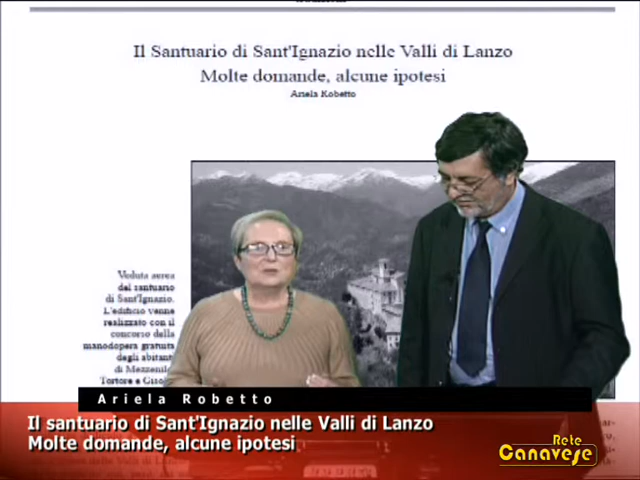 Il Santuario di Sant'Ignazio nelle Valli di Lanzo
Molte domande, alcune ipotesi
Ariela Robetto
Veduta aerea
del santuario
di Sant'Ignazio.
L'edificio venne
realizzato con il
concorso della
manodopera gratuita
degli abitanti
di Mezzenile,
Ariela Robetto
Il santuario di Sant'Ignazio nelle Valli di Lanzo
Molte domande, alcune ipotesi
Rete
Canavese